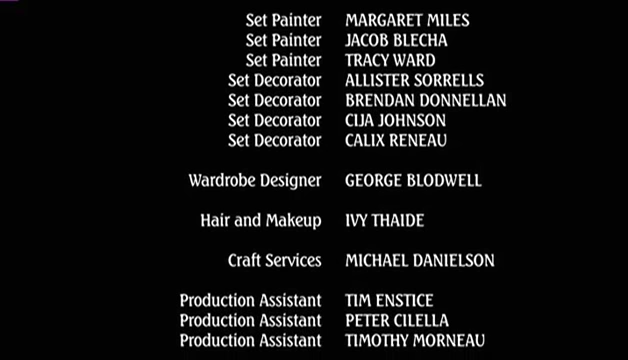 Set Painter MARGARET MILES
Set Painter JACOB BLECHA
Set Painter TRACY WARD
Set Decorator ALLISTER SORRELLS
Set Decorator BRENDAN DONNELLAN
Set Decorator CIJA JOHNSON
Set Decorator CALIX RENEAU
Wardrobe Designer GEORGE BLODWELL
Hair and Makeup IVY THAIDE
Craft Services MICHAEL DANIELSON
Production Assistant TIM ENSTICE
Production Assistant PETER CILELLA
Production Assistant TIMOTHY MORNEAU